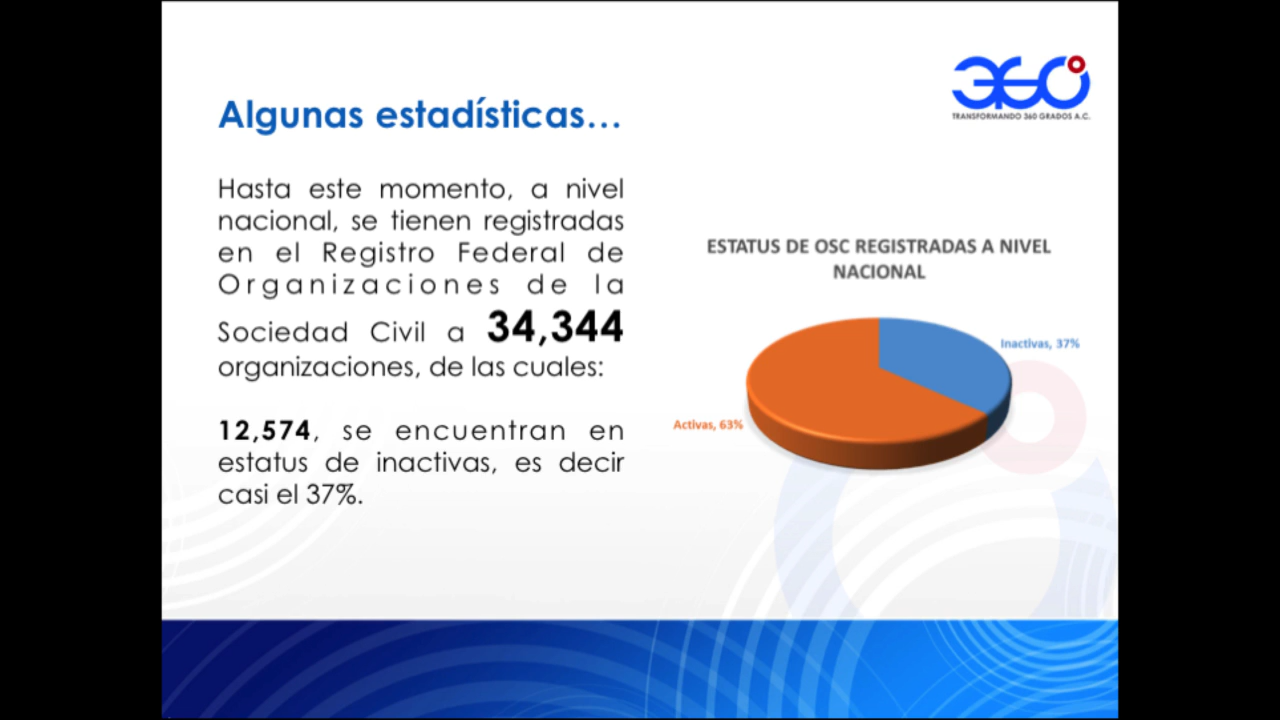 360°
TRANSFORMANDO 360 GRADOS A.C.
Algunas estadísticas...
Hasta este momento, a nivel
nacional, se tienen registradas
en el Registro Federal de
Organizaciones de la
Sociedad Civil a 34,344
organizaciones, de las cuales:
12,574, se encuentran en
estatus de inactivas, es decir
casi el 37%.
ESTATUS DE OSC REGISTRADAS A NIVEL
NACIONAL
Inactivas, 37%
Activas, 63%